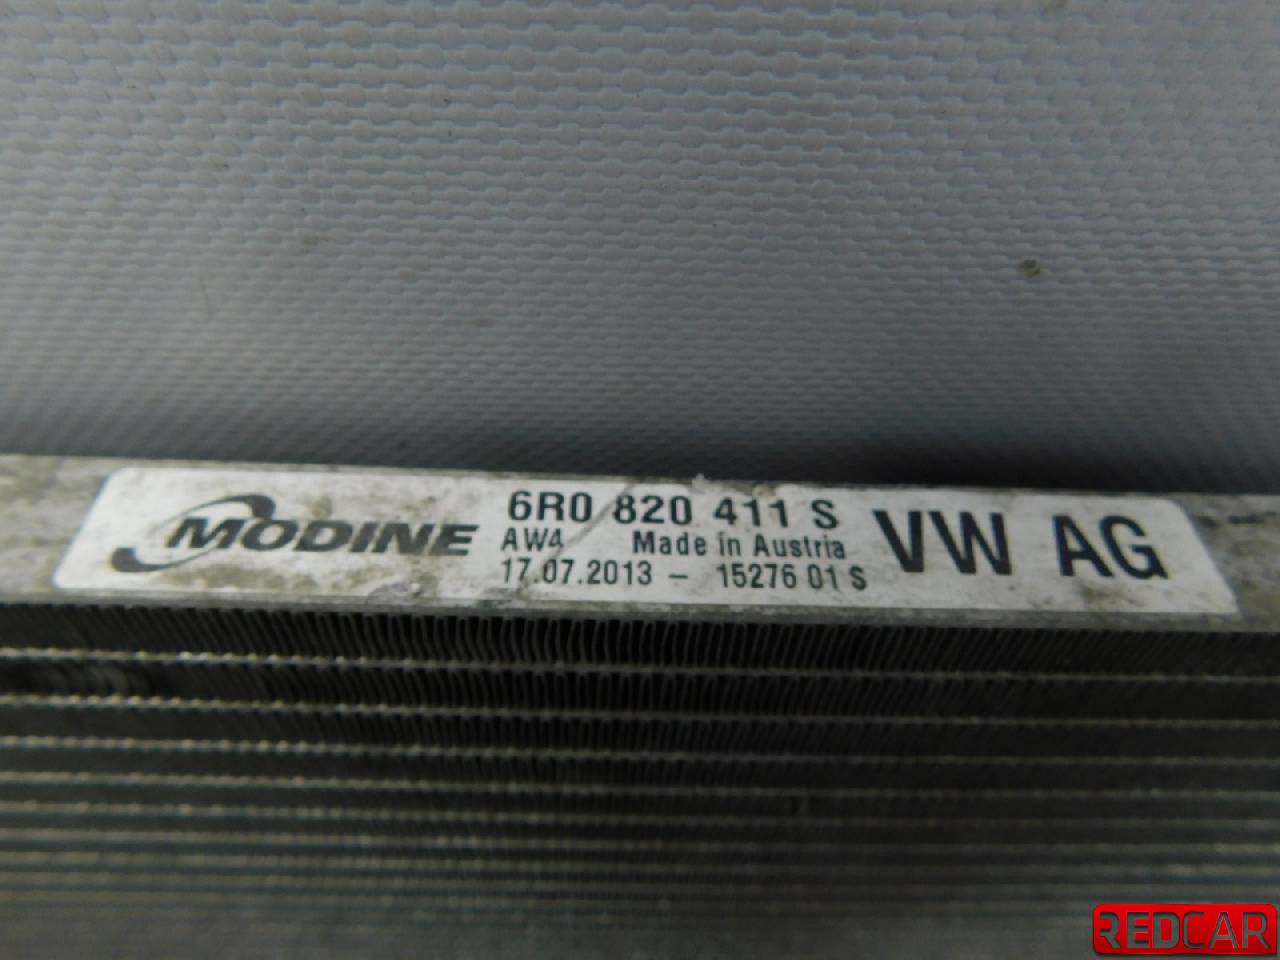 MODINE
6R0 820 411 S
AW4 Made in Austria
17.07.2013 – 15276 01 S
VW AG
REDCAR